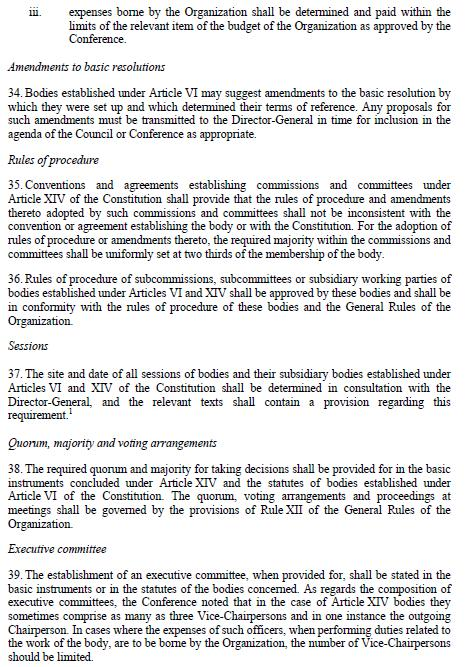 iii. expenses borne by the Organization shall be determined and paid within the
limits of the relevant item of the budget of the Organization as approved by the
Conference.
Amendments to basic resolutions
34. Bodies established under Article VI may suggest amendments to the basic resolution by
which they were set up and which determined their terms of reference. Any proposals for
such amendments must be transmitted to the Director-General in time for inclusion in the
agenda of the Council or Conference as appropriate.
Rules of procedure
35. Conventions and agreements establishing commissions and committees under
Article XIV of the Constitution shall provide that the rules of procedure and amendments
thereto adopted by such commissions and committees shall not be inconsistent with the
convention or agreement establishing the body or with the Constitution. For the adoption of
rules of procedure or amendments thereto, the required majority within the commissions and
committees shall be uniformly set at two thirds of the membership of the body.
36. Rules of procedure of subcommissions, subcommittees or subsidiary working parties of
bodies established under Articles VI and XIV shall be approved by these bodies and shall be
in conformity with the rules of procedure of these bodies and the General Rules of the
Organization.
Sessions
37. The site and date of all sessions of bodies and their subsidiary bodies established under
Articles VI and XIV of the Constitution shall be determined in consultation with the
Director-General, and the relevant texts shall contain a provision regarding this
requirement.¹
Quorum, majority and voting arrangements
38. The required quorum and majority for taking decisions shall be provided for in the basic
instruments concluded under Article XIV and the statutes of bodies established under
Article VI of the Constitution. The quorum, voting arrangements and proceedings at
meetings shall be governed by the provisions of Rule XII of the General Rules of the
Organization.
Executive committee
39. The establishment of an executive committee, when provided for, shall be stated in the
basic instruments or in the statutes of the bodies concerned. As regards the composition of
executive committees, the Conference noted that in the case of Article XIV bodies they
sometimes comprise as many as three Vice-Chairpersons and in one instance the outgoing
Chairperson. In cases where the expenses of such officers, when performing duties related to
the work of the body, are to be borne by the Organization, the number of Vice-Chairpersons
should be limited.